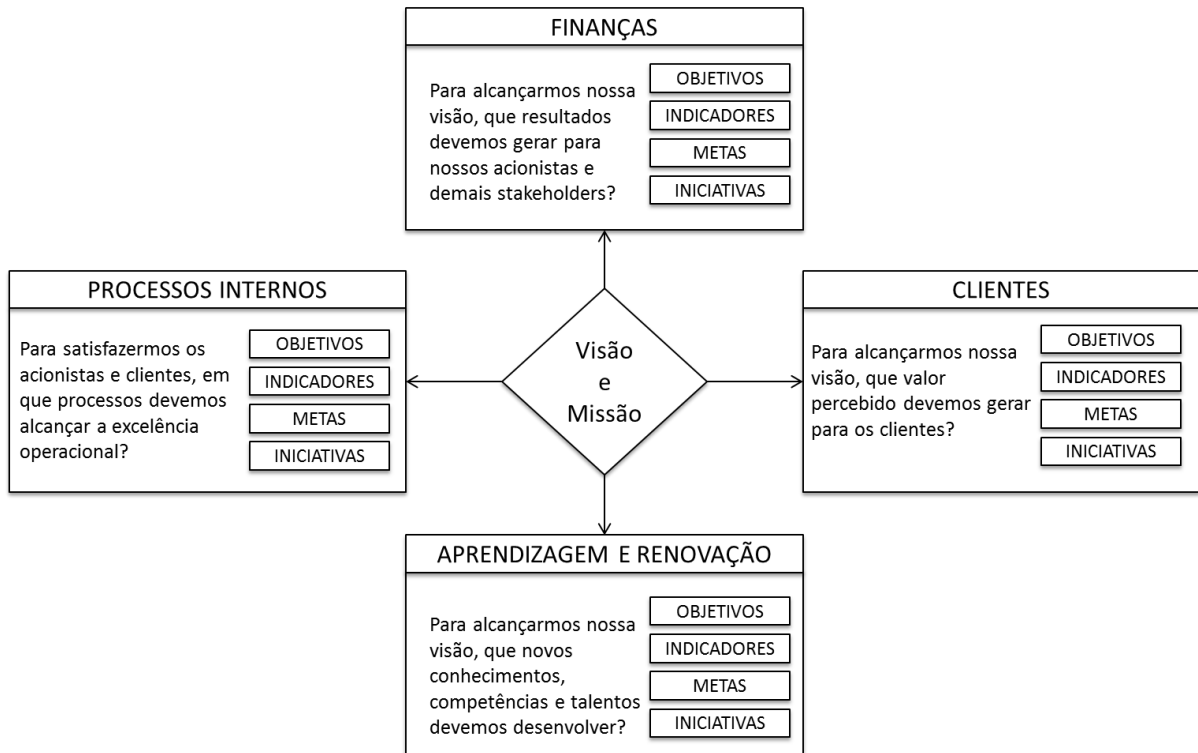 FINANÇAS
Para alcançarmos nossa
visão, que resultados
devemos gerar para
nossos acionistas e
demais stakeholders?
OBJETIVOS
INDICADORES
METAS
INICIATIVAS
PROCESSOS INTERNOS
Para satisfazermos os
acionistas e clientes, em
que processos devemos
alcançar a excelência
operacional?
OBJETIVOS
INDICADORES
METAS
INICIATIVAS
Visão
e
Missão
CLIENTES
Para alcançarmos nossa
visão, que valor
percebido devemos gerar
para os clientes?
OBJETIVOS
INDICADORES
METAS
INICIATIVAS
APRENDIZAGEM E RENOVAÇÃO
Para alcançarmos nossa
visão, que novos
conhecimentos,
competências e talentos
devemos desenvolver?
OBJETIVOS
INDICADORES
METAS
INICIATIVAS